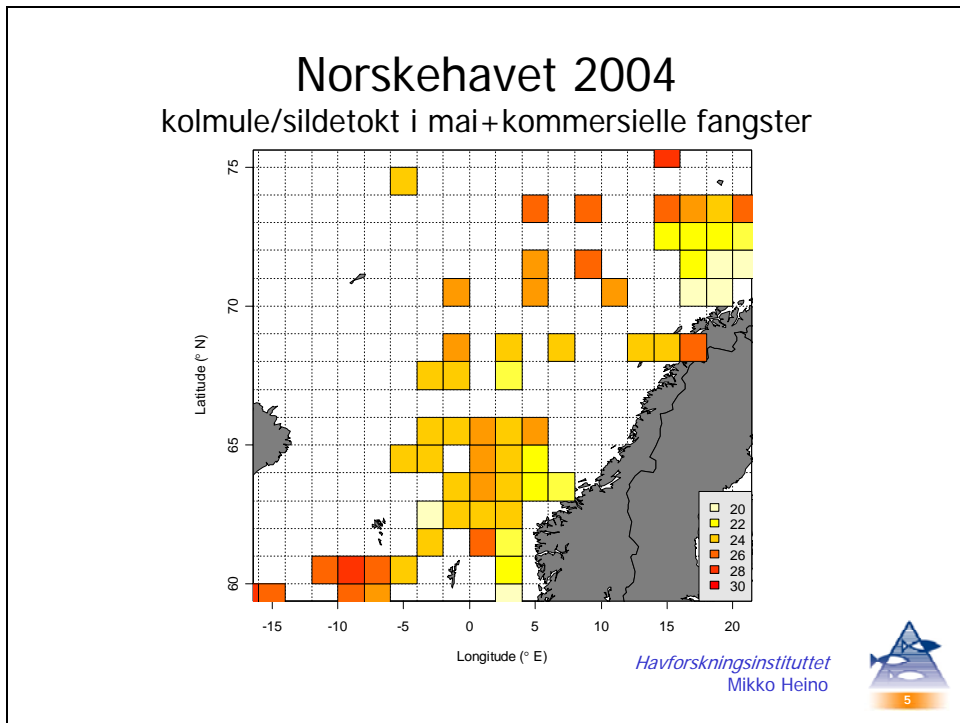 Norskehavet 2004
kolmule/sildetokt i mai+kommersielle fangster
75
70
65
60
Latitude (° N)
20
22
24
26
28
30
-15 -10 -5 0 5 10 15 20
Longitude (° E)
Havforskningsinstituttet
Mikko Heino
5